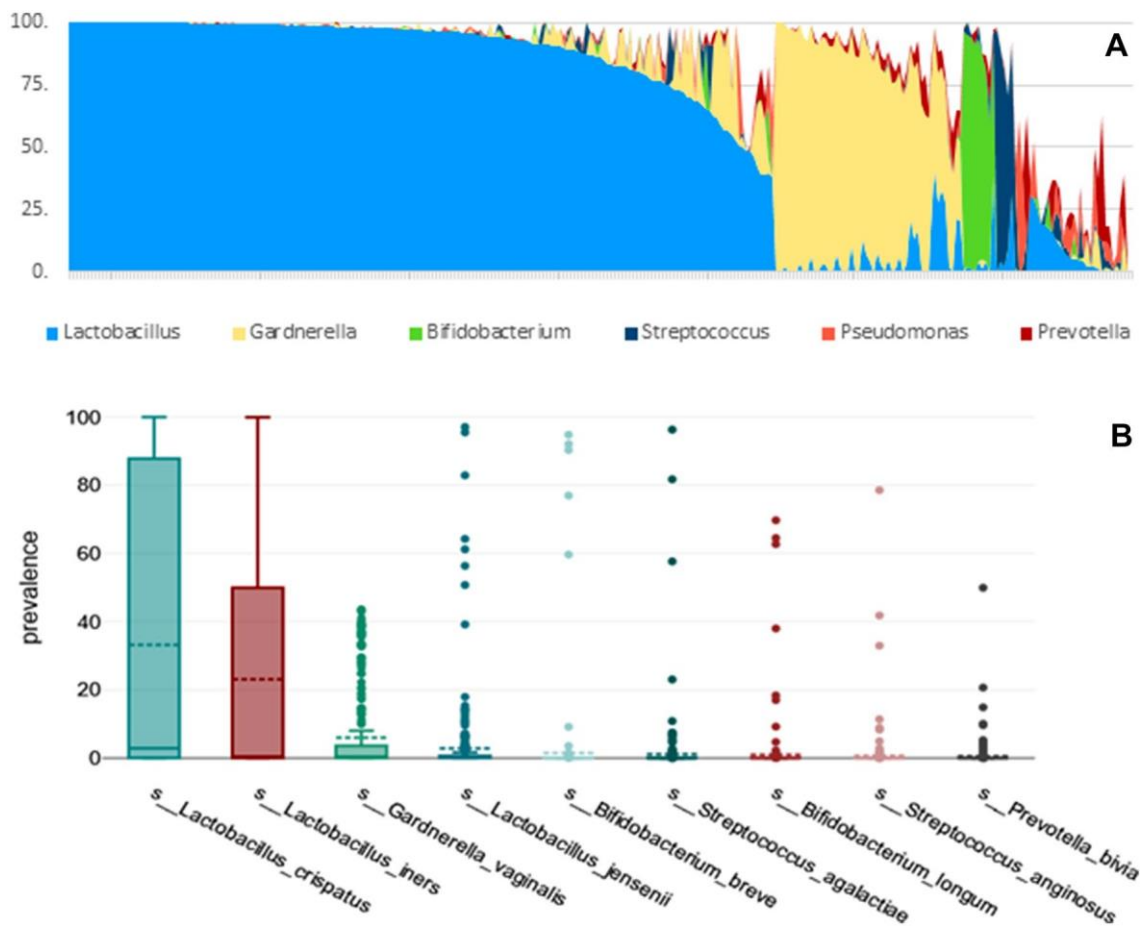 100.
A
75.
50.
25.
0.
Lactobacillus Gardnerella Bifidobacterium Streptococcus Pseudomonas Prevotella
100
B
80
60
40
20
0
prevalence
s__Lactobacillus_crispatus
s__Lactobacillus_iners
s__Gardnerella_vaginalis
s__Lactobacillus_jensenii
s__Bifidobacterium_breve
s__Streptococcus_agalactiae
s__Bifidobacterium_longum
s__Streptococcus_anginosus
s__Prevotella_bivia